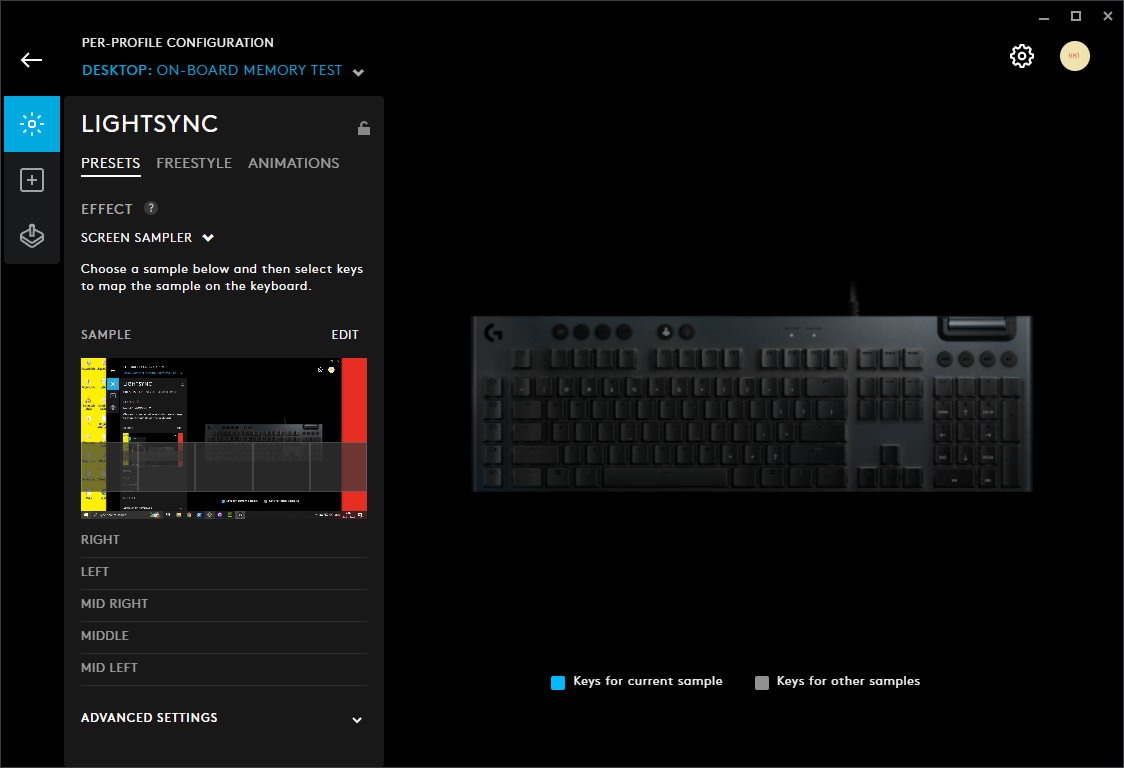 PER-PROFILE CONFIGURATION
DESKTOP: ON-BOARD MEMORY TEST
LIGHTSYNC
PRESETS FREESTYLE ANIMATIONS
EFFECT ?
SCREEN SAMPLER
Choose a sample below and then select keys
to map the sample on the keyboard.
SAMPLE EDIT
LIGHTSYNC
RIGHT
LEFT
MID RIGHT
MIDDLE
MID LEFT
ADVANCED SETTINGS
Keys for current sample Keys for other samples